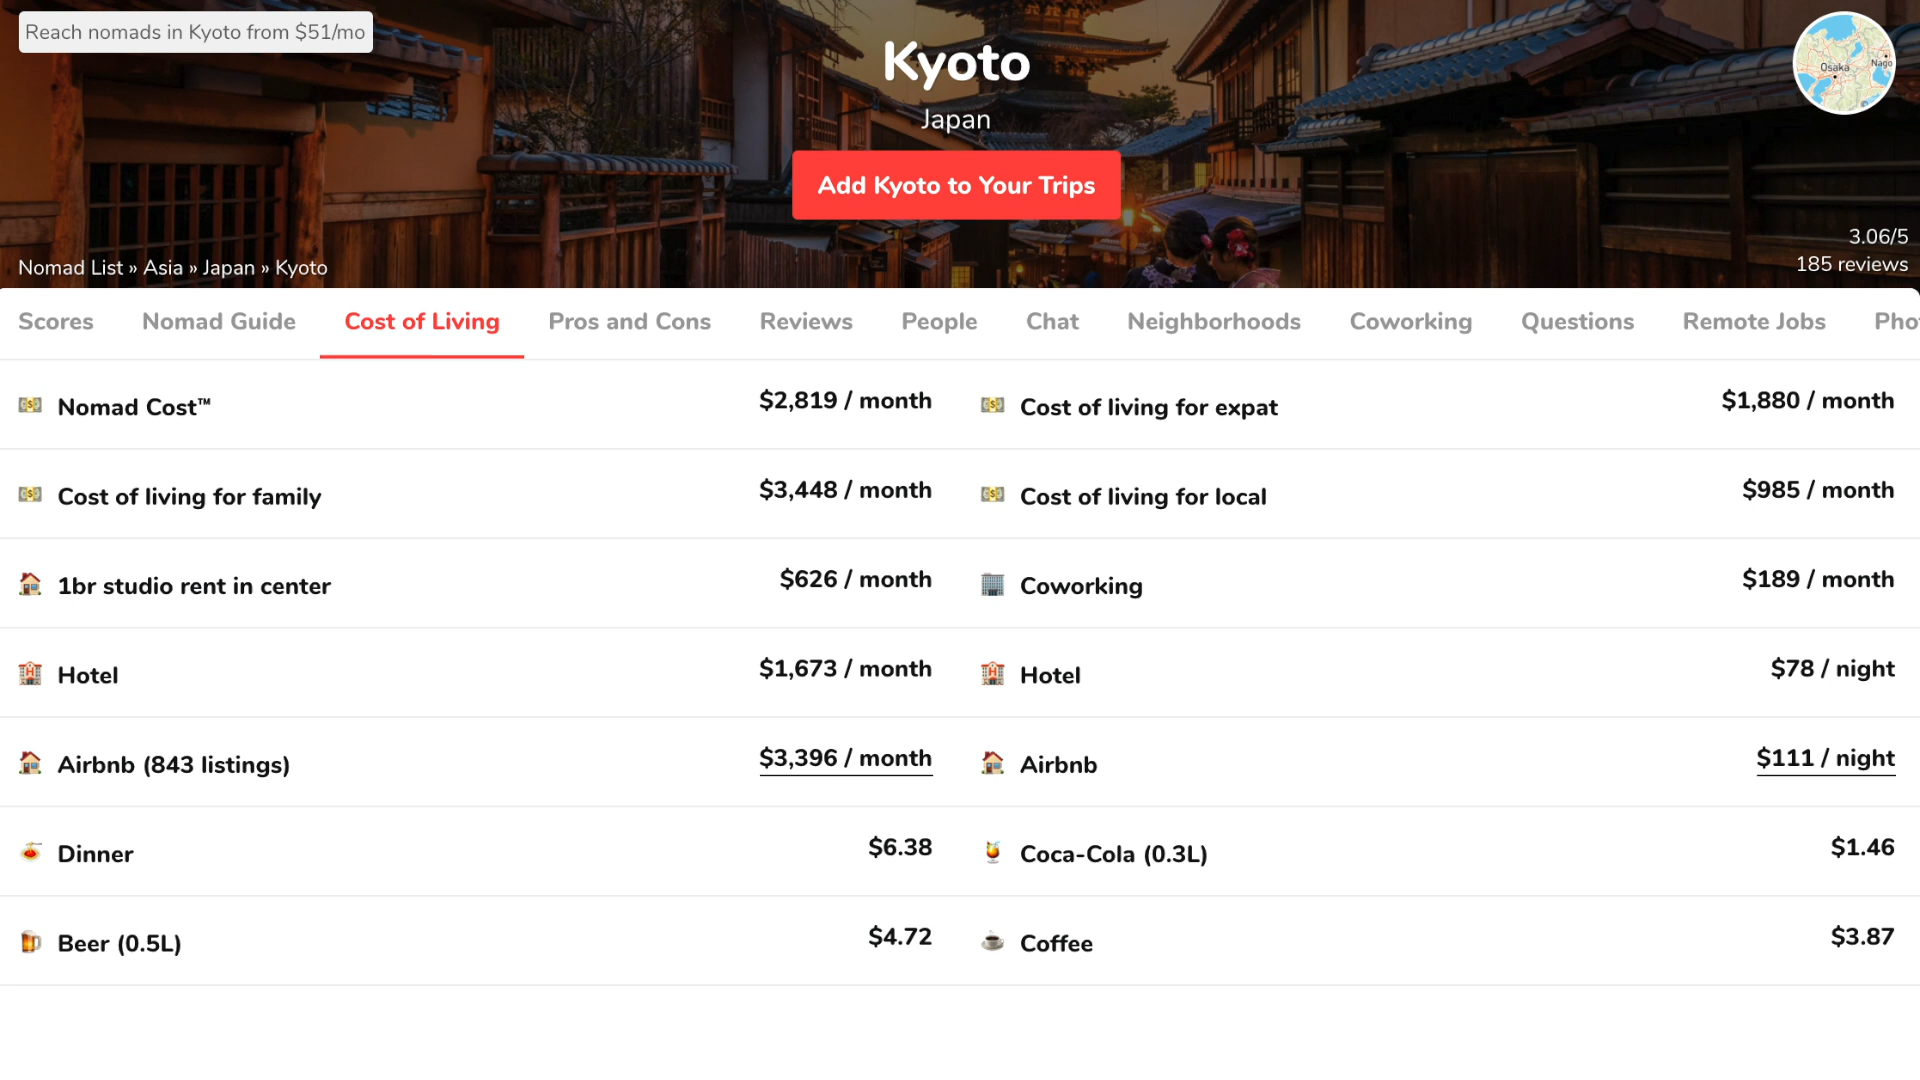 Reach nomads in Kyoto from $51/mo
Kyoto
Japan
Osaka
Nago
Add Kyoto to Your Trips
3.06/5
185 reviews
Nomad List » Asia » Japan » Kyoto
Scores Nomad Guide Cost of Living Pros and Cons Reviews People Chat Neighborhoods Coworking Questions Remote Jobs Pho
Nomad Cost™ $2,819 / month Cost of living for expat $1,880 / month
Cost of living for family $3,448 / month Cost of living for local $985 / month
1br studio rent in center $626 / month Coworking $189 / month
Hotel $1,673 / month Hotel $78 / night
Airbnb (843 listings) $3,396 / month Airbnb $111 / night
Dinner $6.38 Coca-Cola (0.3L) $1.46
Beer (0.5L) $4.72 Coffee $3.87